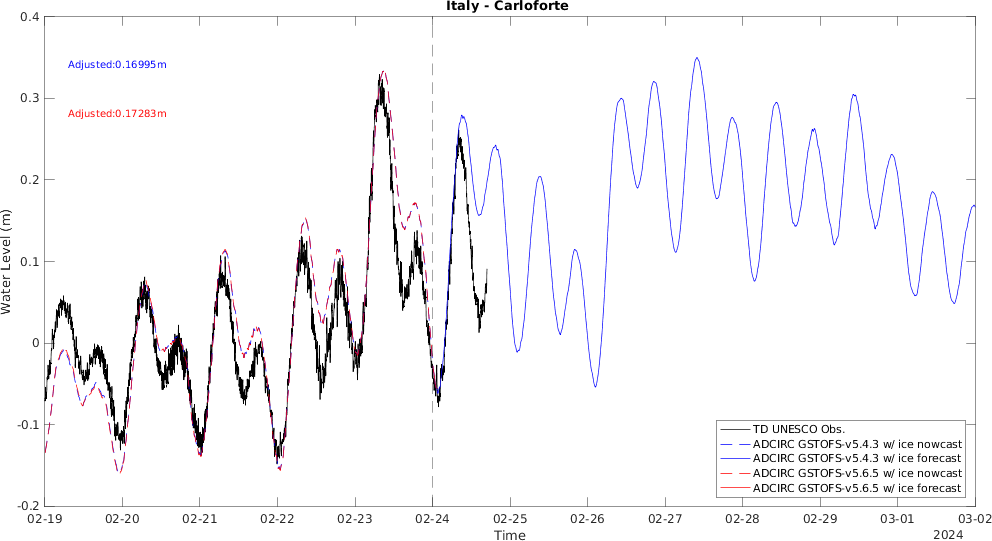 Italy - Carloforte
Adjusted:0.16995m
Adjusted:0.17283m
Water Level (m)
0.4
0.3
0.2
0.1
0
-0.1
-0.2
TD UNESCO Obs.
ADCIRC GSTOFS-v5.4.3 w/ ice nowcast
ADCIRC GSTOFS-v5.4.3 w/ ice forecast
ADCIRC GSTOFS-v5.6.5 w/ ice nowcast
ADCIRC GSTOFS-v5.6.5 w/ ice forecast
02-19 02-20 02-21 02-22 02-23 02-24 02-25 02-26 02-27 02-28 02-29 03-01 03-02
Time
2024